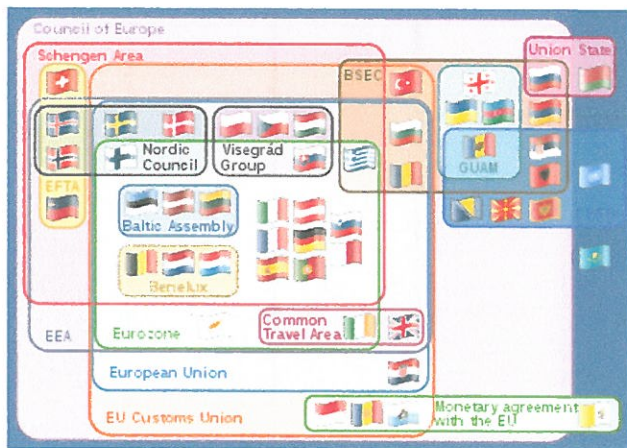 Council of Europe
Schengen Area
Union State
BSEC
Nordic
Council
Visegrád
Group
GUAM
EFTA
Baltic Assembly
Benelux
Common
Travel Area
EEA
Eurozone
European Union
EU Customs Union
Monetary agreement
with the EU